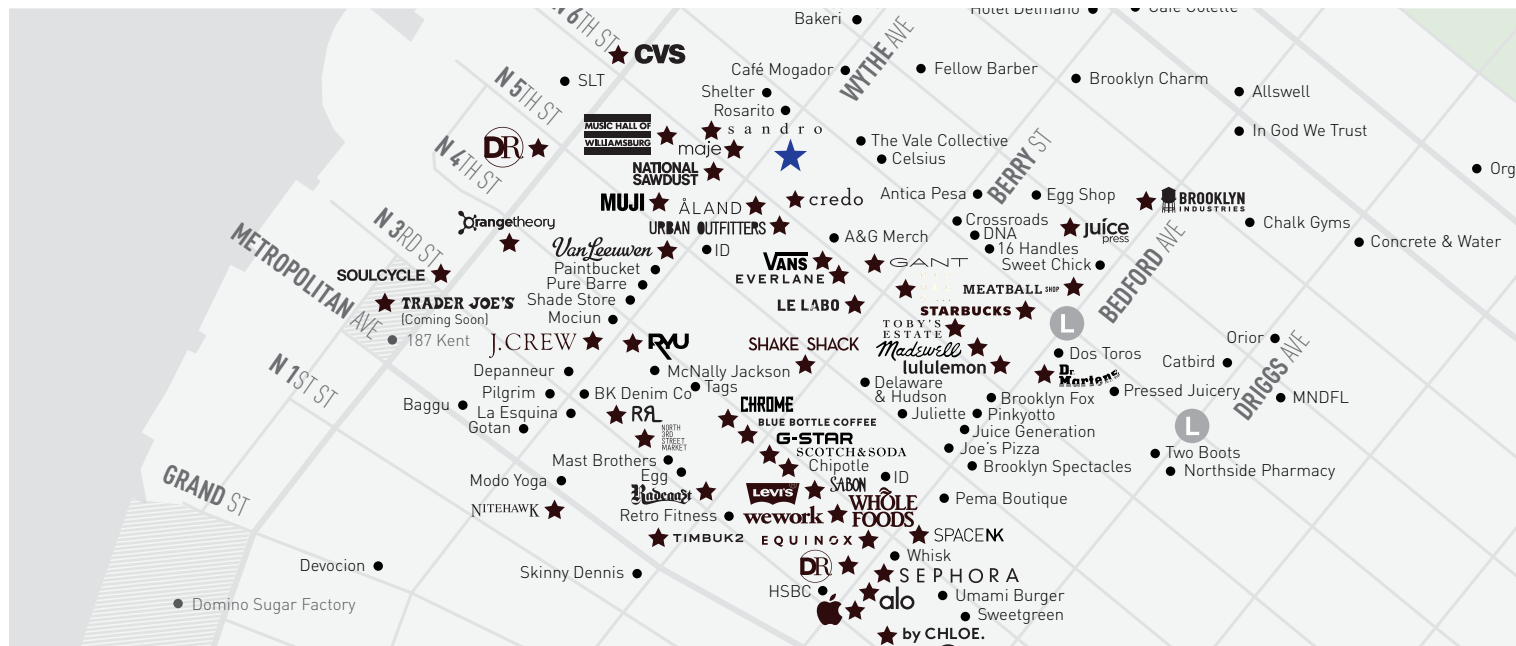 N 6TH ST
Bakeri
Hotel Delmano
Café Colette
CVS
WYTHE AVE
SLT
Café Mogador
Fellow Barber
Brooklyn Charm
Allswell
N 5TH ST
Shelter
Rosarito
sandro
In God We Trust
MUSIC HALL OF
WILLIAMSBURG
DR
maje
The Vale Collective
Celsius
BERRY ST
Org
N 4TH ST
NATIONAL
SAWDUST
MUJI
ÅLAND
credo
Antica Pesa
Egg Shop
BROOKLYN
INDUSTRIES
N 3RD ST
Orangetheory
URBAN OUTFITTERS
Crossroads
DNA
juice
press
Chalk Gyms
METROPOLITAN AVE
Van Leeuwen
ID
A&G Merch
16 Handles
Concrete & Water
SOULCYCLE
Paintbucket
VANS
GANT
Sweet Chick
BEDFORD AVE
Pure Barre
EVERLANE
MEATBALL SHOP
TRADER JOE'S
(Coming Soon)
Shade Store
LE LABO
STARBUCKS
Mociun
TOBY'S
ESTATE
L
187 Kent
J.CREW
RYU
SHAKE SHACK
Madewell
lululemon
Dos Toros
Orior
DRIGGS AVE
N 1ST ST
Depanneur
McNally Jackson
Dr.
Martens
Catbird
Pilgrim
BK Denim Co
Tags
Delaware
& Hudson
Brooklyn Fox
Pressed Juicery
MNDFL
Baggu
La Esquina
RRL
CHROME
Juliette
Pinkyotto
Gotan
NORTH
3RD
STREET
MARKET
BLUE BOTTLE COFFEE
G-STAR
Juice Generation
L
SCOTCH&SODA
Joe's Pizza
Two Boots
GRAND ST
Mast Brothers
Chipotle
Brooklyn Spectacles
Northside Pharmacy
Modo Yoga
Egg
Radegast
LEVI'S
SABON
ID
NITEHAWK
Retro Fitness
wework
WHOLE
FOODS
Pema Boutique
TIMBUK2
EQUINOX
SPACENK
Devocion
Skinny Dennis
DR
Whisk
SEPHORA
Domino Sugar Factory
HSBC
alo
Umami Burger
Sweetgreen
by CHLOE.